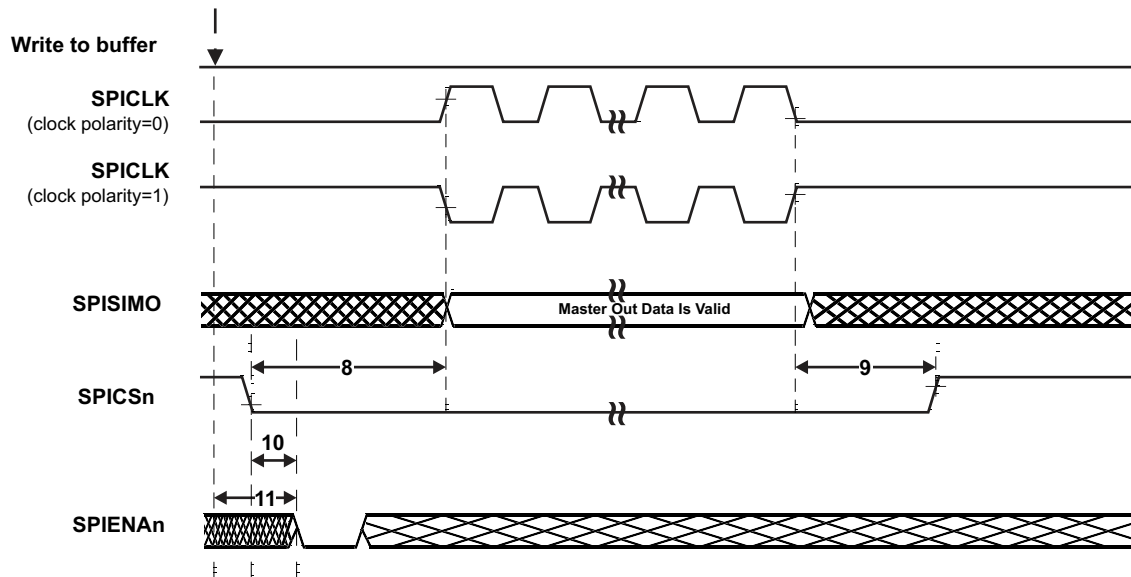 Write to buffer
SPICLK
(clock polarity=0)
SPICLK
(clock polarity=1)
SPISIMO
Master Out Data Is Valid
8
9
SPICSn
10
11
SPIENAn